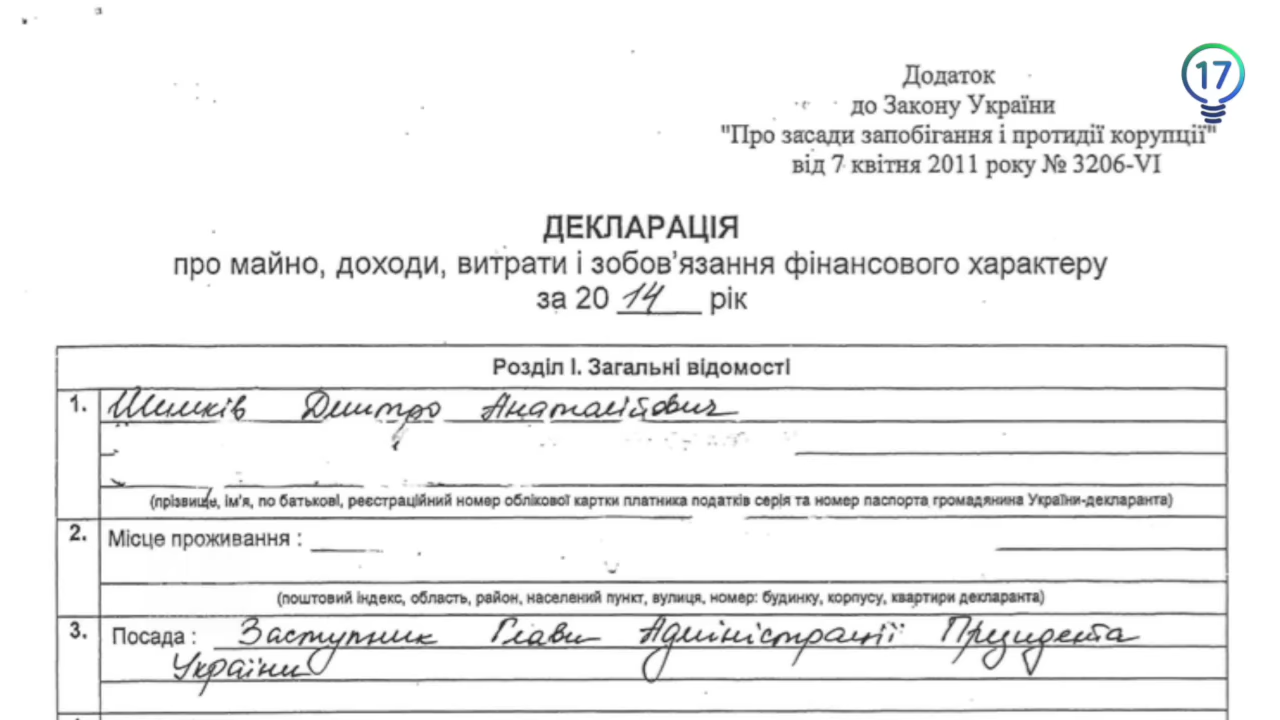 17
Додаток
до Закону України
"Про засади запобігання і протидії корупції"
від 7 квітня 2011 року № 3206-VI
ДЕКЛАРАЦІЯ
про майно, доходи, витрати і зобов’язання фінансового характеру
за 20 14 рік
Розділ І. Загальні відомості
1. Шимків Дмитро Анатолійович
(прізвище, ім’я, по батькові, реєстраційний номер облікової картки платника податків серія та номер паспорта громадянина України-декларанта)
2. Місце проживання :
(поштовий індекс, область, район, населений пункт, вулиця, номер: будинку, корпусу, квартири декларанта)
3. Посада : Заступник Глави Адміністрації Президента
України